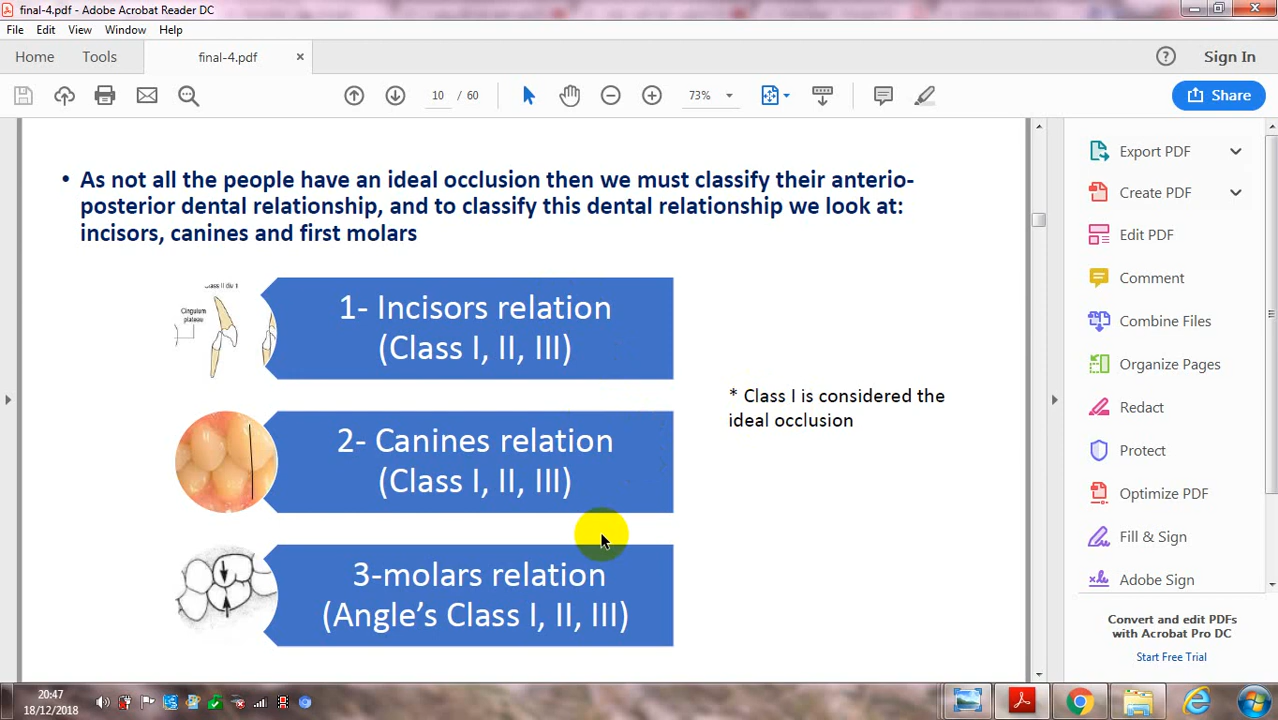 final-4.pdf - Adobe Acrobat Reader DC
File Edit View Window Help
Home Tools final-4.pdf × Sign In
10 / 60 73% Share
• As not all the people have an ideal occlusion then we must classify their anterio-
posterior dental relationship, and to classify this dental relationship we look at:
incisors, canines and first molars
Cingulum
plateau
1- Incisors relation
(Class I, II, III)
* Class I is considered the
ideal occlusion
2- Canines relation
(Class I, II, III)
3-molars relation
(Angle’s Class I, II, III)
Export PDF
Create PDF
Edit PDF
Comment
Combine Files
Organize Pages
Redact
Protect
Optimize PDF
Fill & Sign
Adobe Sign
Convert and edit PDFs
with Acrobat Pro DC
Start Free Trial
20:47
18/12/2018